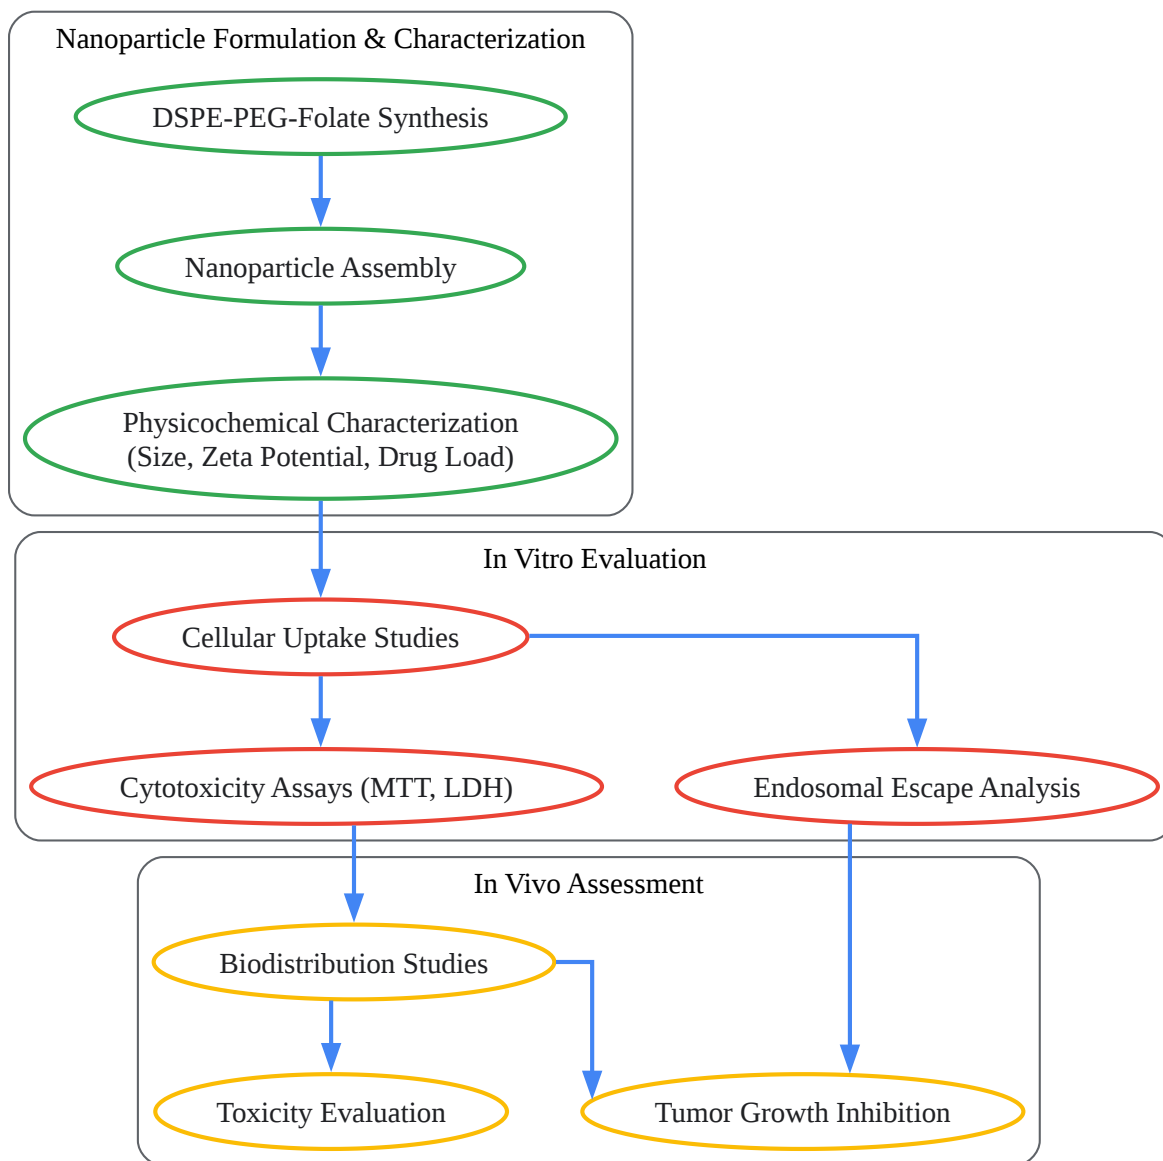 Nanoparticle Formulation & Characterization
DSPE-PEG-Folate Synthesis
Nanoparticle Assembly
Physicochemical Characterization
(Size, Zeta Potential, Drug Load)
In Vitro Evaluation
Cellular Uptake Studies
Cytotoxicity Assays (MTT, LDH)
Endosomal Escape Analysis
In Vivo Assessment
Biodistribution Studies
Toxicity Evaluation
Tumor Growth Inhibition